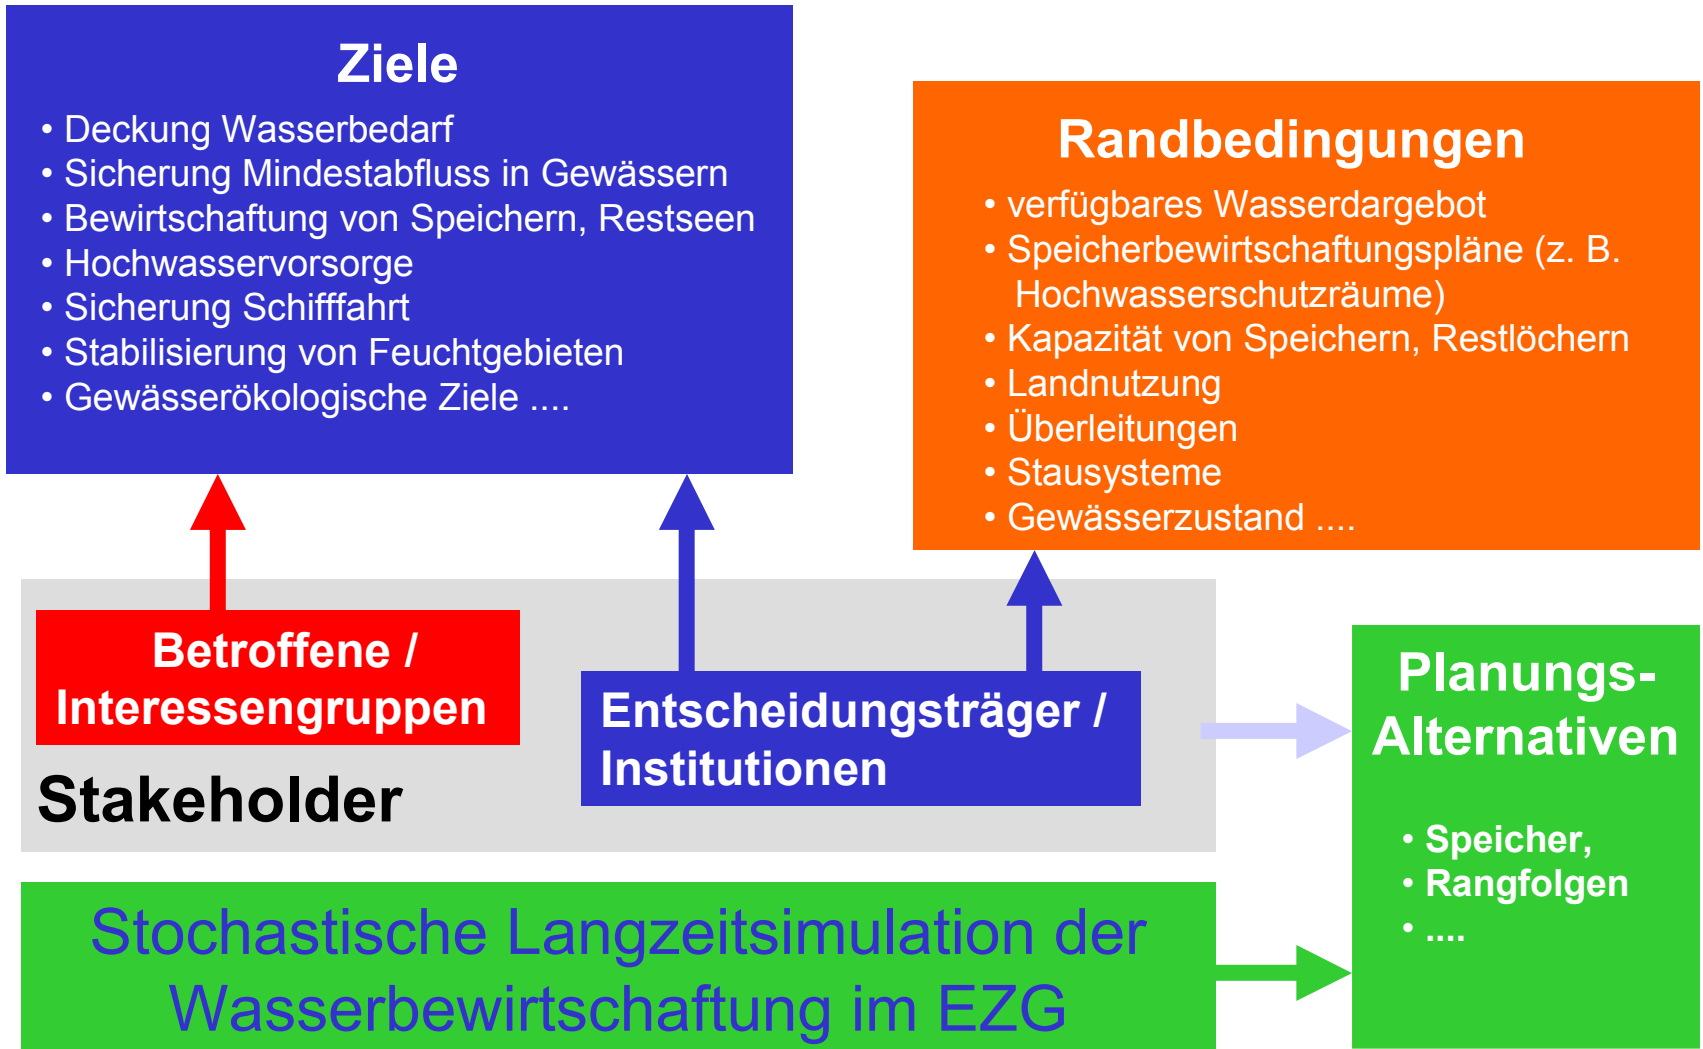 Ziele
• Deckung Wasserbedarf
• Sicherung Mindestabfluss in Gewässern
• Bewirtschaftung von Speichern, Restseen
• Hochwasservorsorge
• Sicherung Schifffahrt
• Stabilisierung von Feuchtgebieten
• Gewässerökologische Ziele ....
Randbedingungen
• verfügbares Wasserdargebot
• Speicherbewirtschaftungspläne (z. B.
Hochwasserschutzräume)
• Kapazität von Speichern, Restlöchern
• Landnutzung
• Überleitungen
• Stausysteme
• Gewässerzustand ....
Betroffene /
Interessengruppen
Entscheidungsträger /
Institutionen
Stakeholder
Planungs-
Alternativen
• Speicher,
• Rangfolgen
• ....
Stochastische Langzeitsimulation der
Wasserbewirtschaftung im EZG